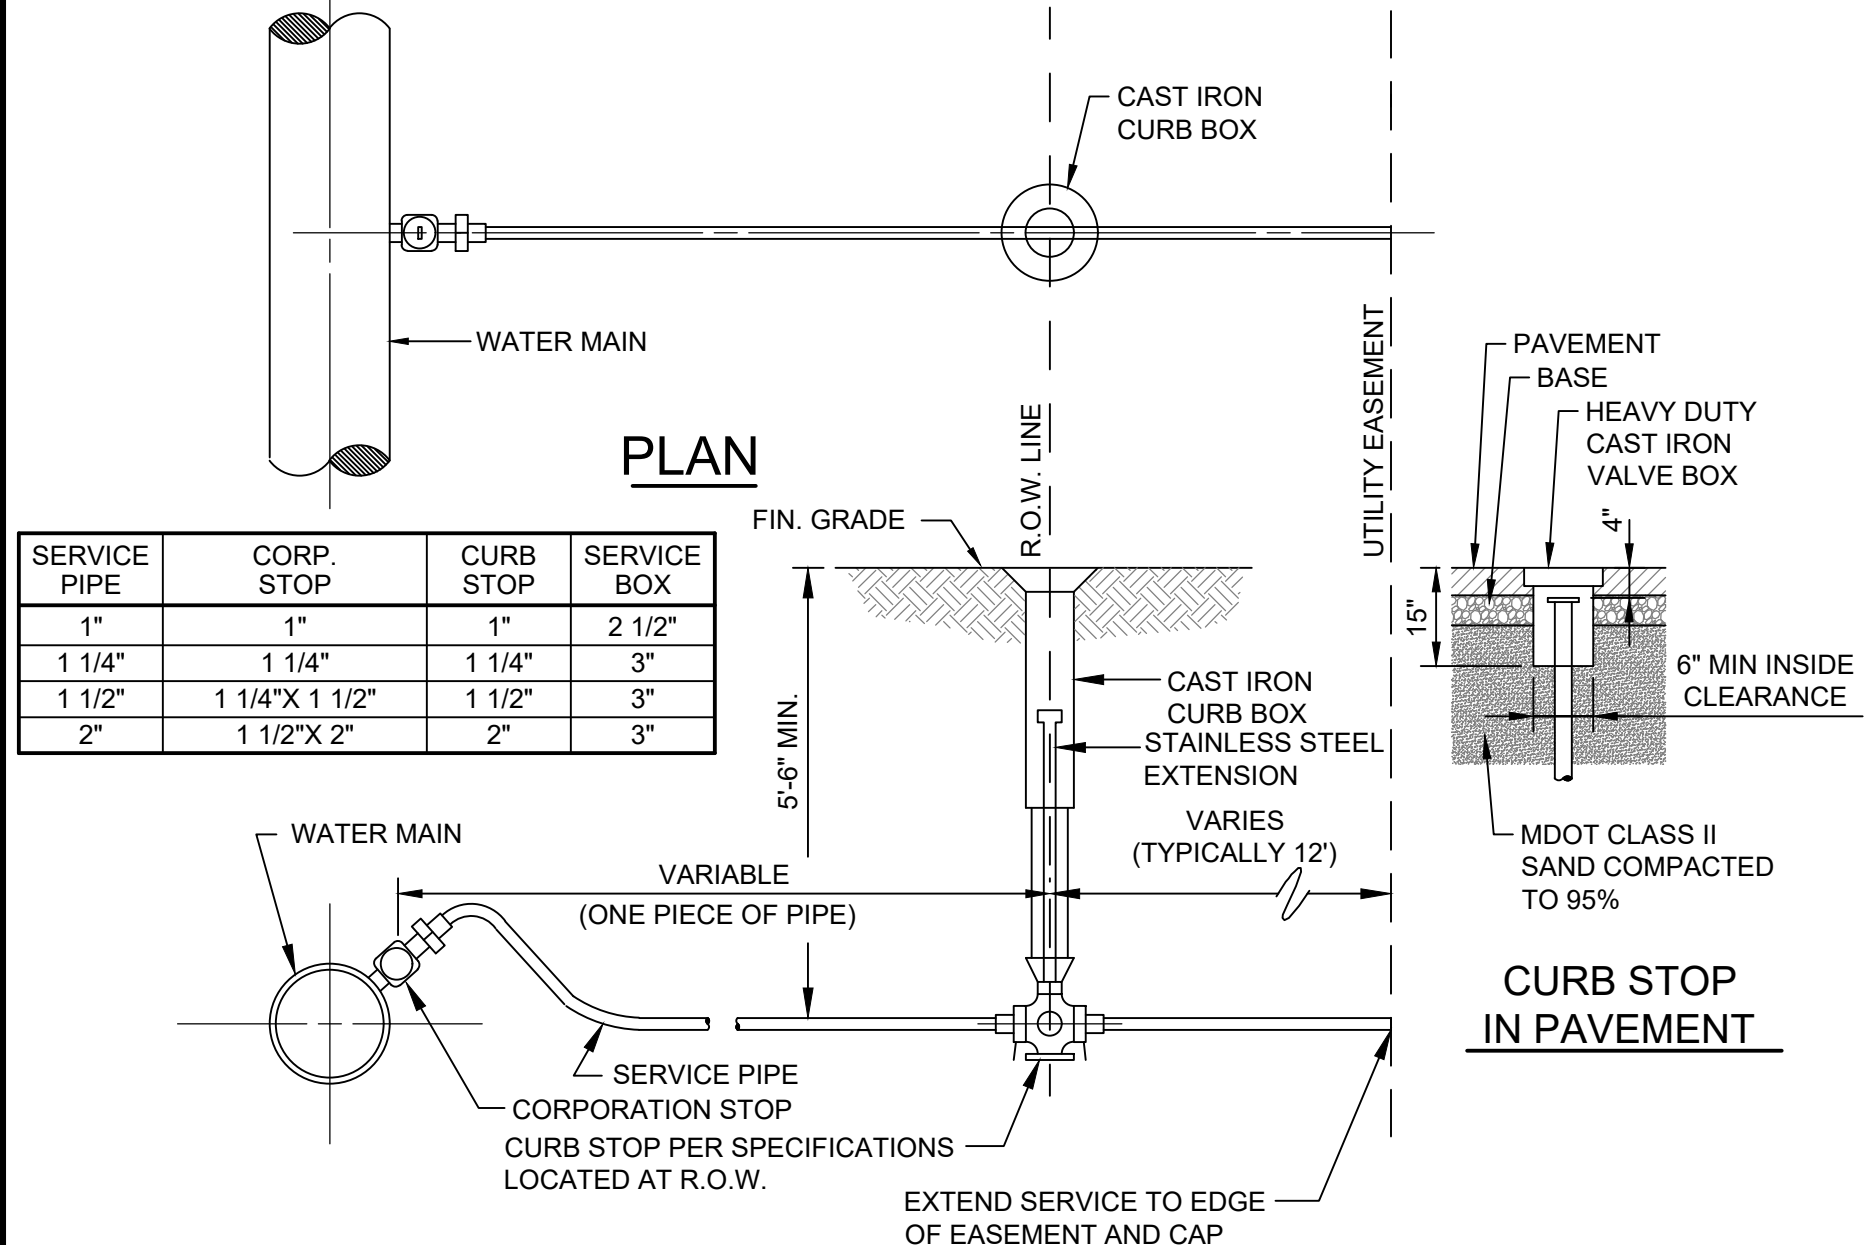 CAST IRON
CURB BOX
WATER MAIN
PLAN
R.O.W. LINE
UTILITY EASEMENT
PAVEMENT
BASE
HEAVY DUTY
CAST IRON
VALVE BOX
4"
15"
6" MIN INSIDE
CLEARANCE
MDOT CLASS II
SAND COMPACTED
TO 95%
CURB STOP
IN PAVEMENT
SERVICE PIPE CORP. STOP CURB STOP SERVICE BOX
1" 1" 1" 2 1/2"
1 1/4" 1 1/4" 1 1/4" 3"
1 1/2" 1 1/4"X 1 1/2" 1 1/2" 3"
2" 1 1/2"X 2" 2" 3"
FIN. GRADE
5'-6" MIN.
CAST IRON
CURB BOX
STAINLESS STEEL
EXTENSION
VARIES
(TYPICALLY 12')
WATER MAIN
VARIABLE
(ONE PIECE OF PIPE)
SERVICE PIPE
CORPORATION STOP
CURB STOP PER SPECIFICATIONS
LOCATED AT R.O.W.
EXTEND SERVICE TO EDGE
OF EASEMENT AND CAP